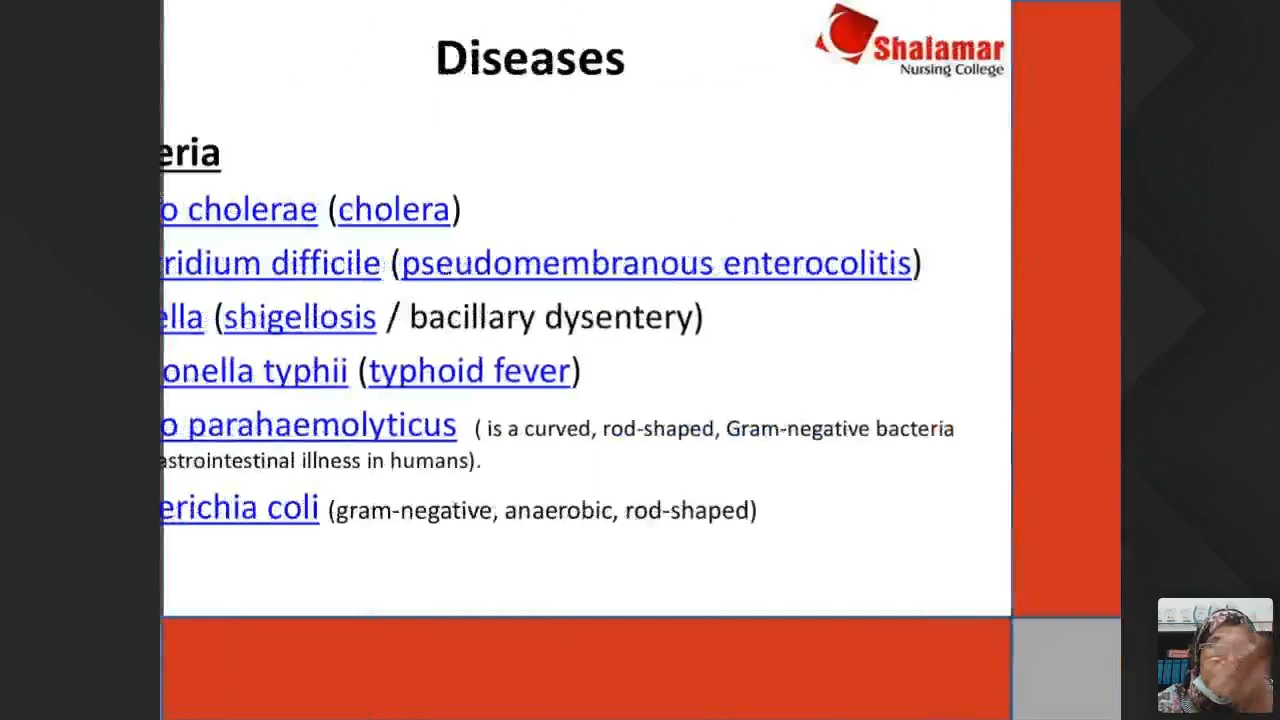 Diseases
Shalamar
Nursing College
eria
o cholerae (cholera)
ridium difficile (pseudomembranous enterocolitis)
ella (shigellosis / bacillary dysentery)
onella typhii (typhoid fever)
o parahaemolyticus ( is a curved, rod-shaped, Gram-negative bacteria
astrointestinal illness in humans).
erichia coli (gram-negative, anaerobic, rod-shaped)